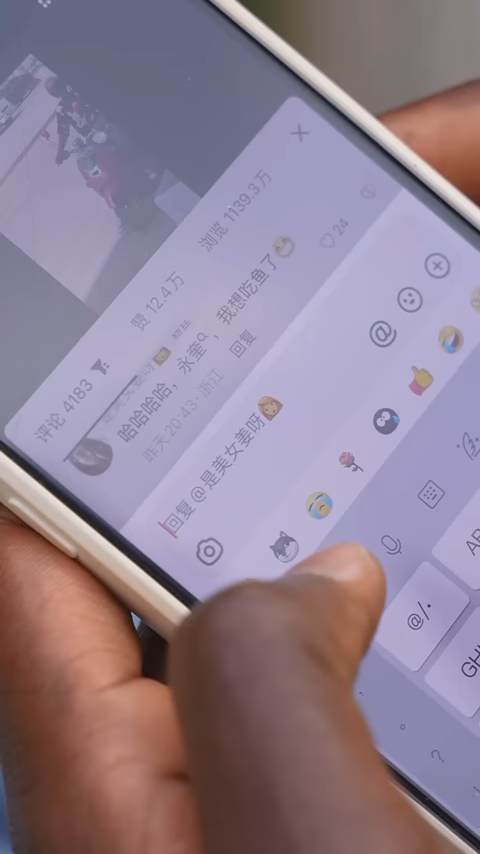 评论 4183 赞 12.4万 浏览 1139.3万
哈哈哈哈，永奎，我想吃鱼了
昨天20:43·浙江 回复
24
回复 @是美女姜呀
@/.